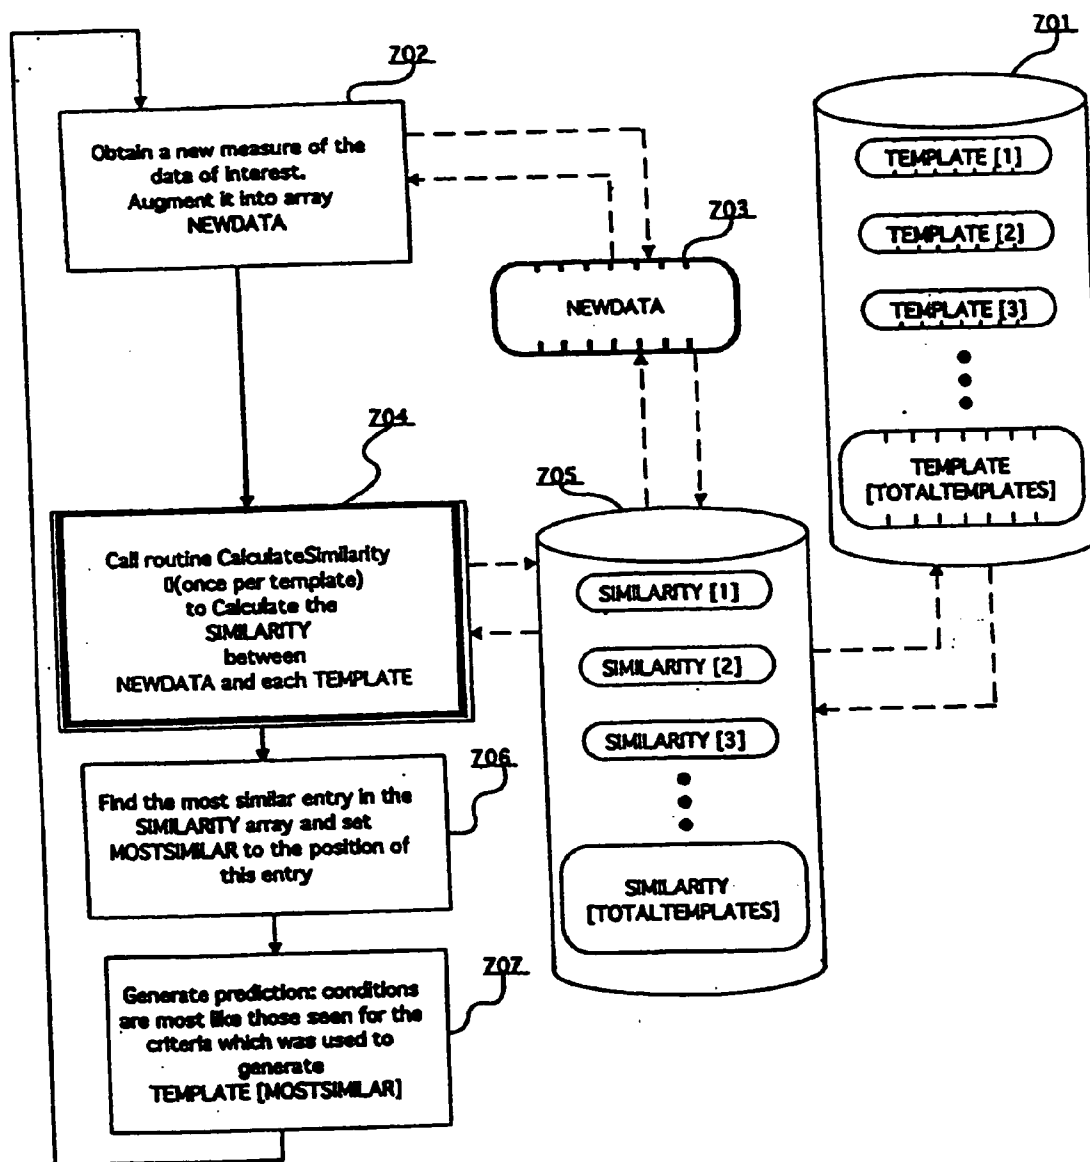 702
Obtain a new measure of the
data of interest.
Augment it into array
NEWDATA
701
TEMPLATE [1]
TEMPLATE [2]
TEMPLATE [3]
TEMPLATE
[TOTALTEMPLATES]
703
NEWDATA
704
Call routine CalculateSimilarity
[](once per template)
to Calculate the
SIMILARITY
between
NEWDATA and each TEMPLATE
705
SIMILARITY [1]
SIMILARITY [2]
SIMILARITY [3]
SIMILARITY
[TOTALTEMPLATES]
706
Find the most similar entry in the
SIMILARITY array and set
MOSTSIMILAR to the position of
this entry
707
Generate prediction: conditions
are most like those seen for the
criteria which was used to
generate
TEMPLATE [MOSTSIMILAR]